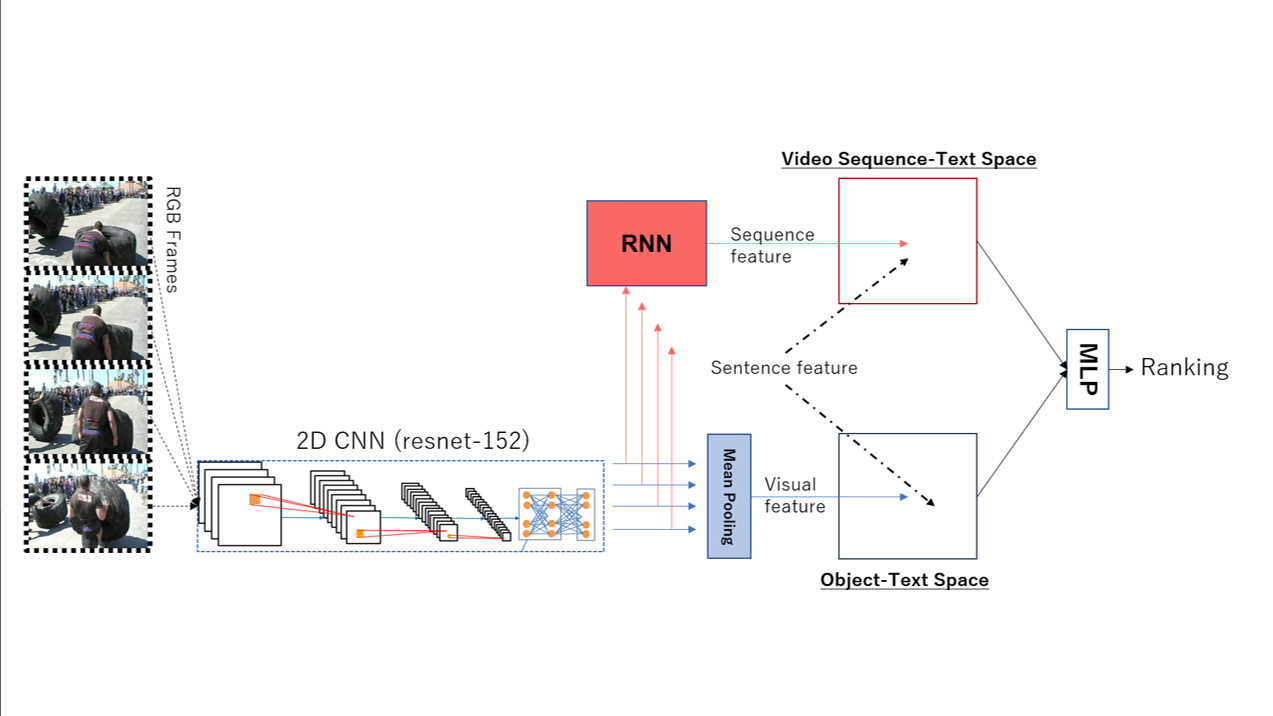 RGB Frames
2D CNN (resnet-152)
RNN
Sequence
feature
Video Sequence-Text Space
Sentence feature
Mean Pooling
Visual
feature
Object-Text Space
MLP
Ranking